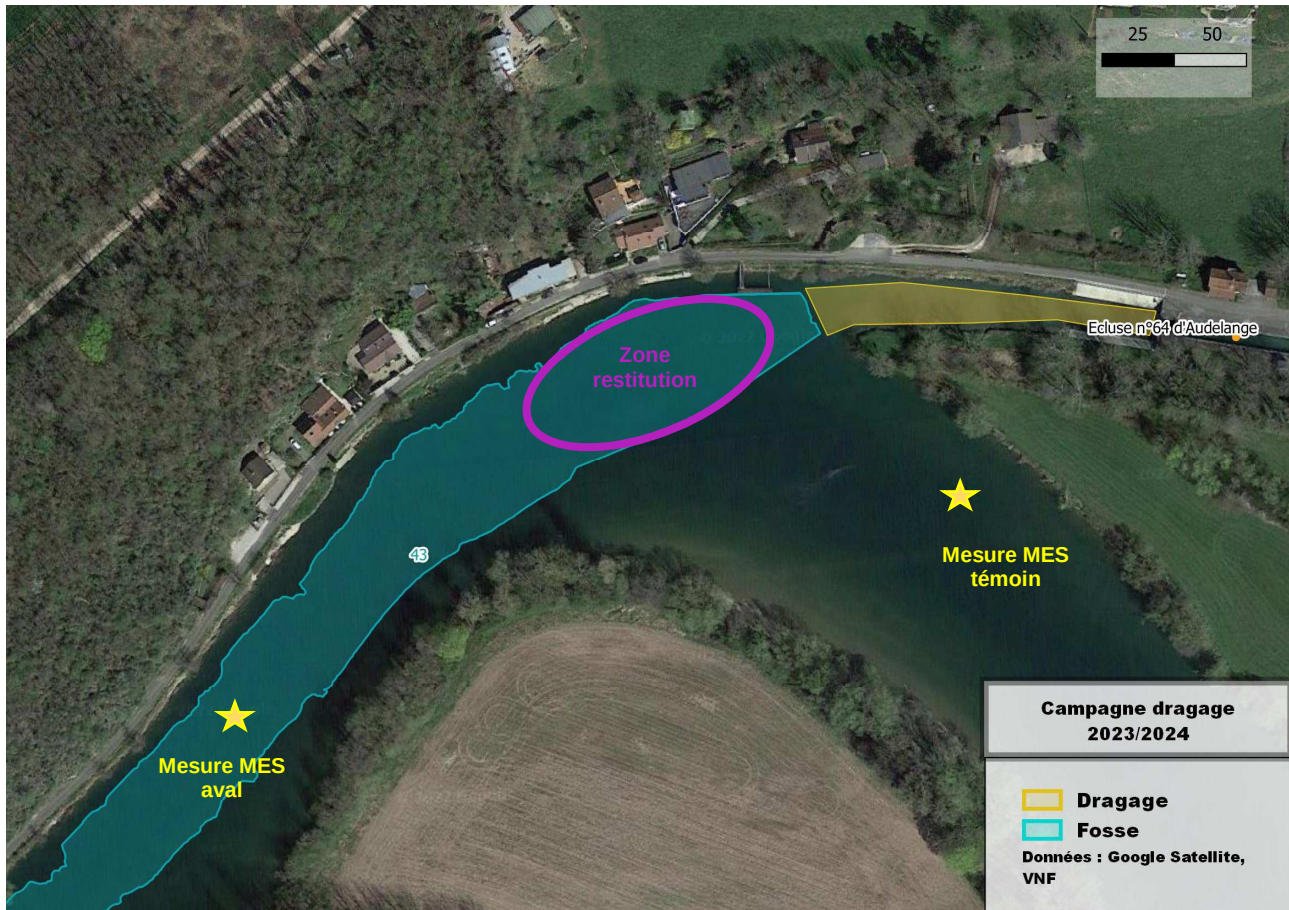 25 50
Zone
restitution
Ecluse n°64 d'Audelange
43
Mesure MES
témoin
Mesure MES
aval
Campagne dragage
2023/2024
Dragage
Fosse
Données : Google Satellite,
VNF